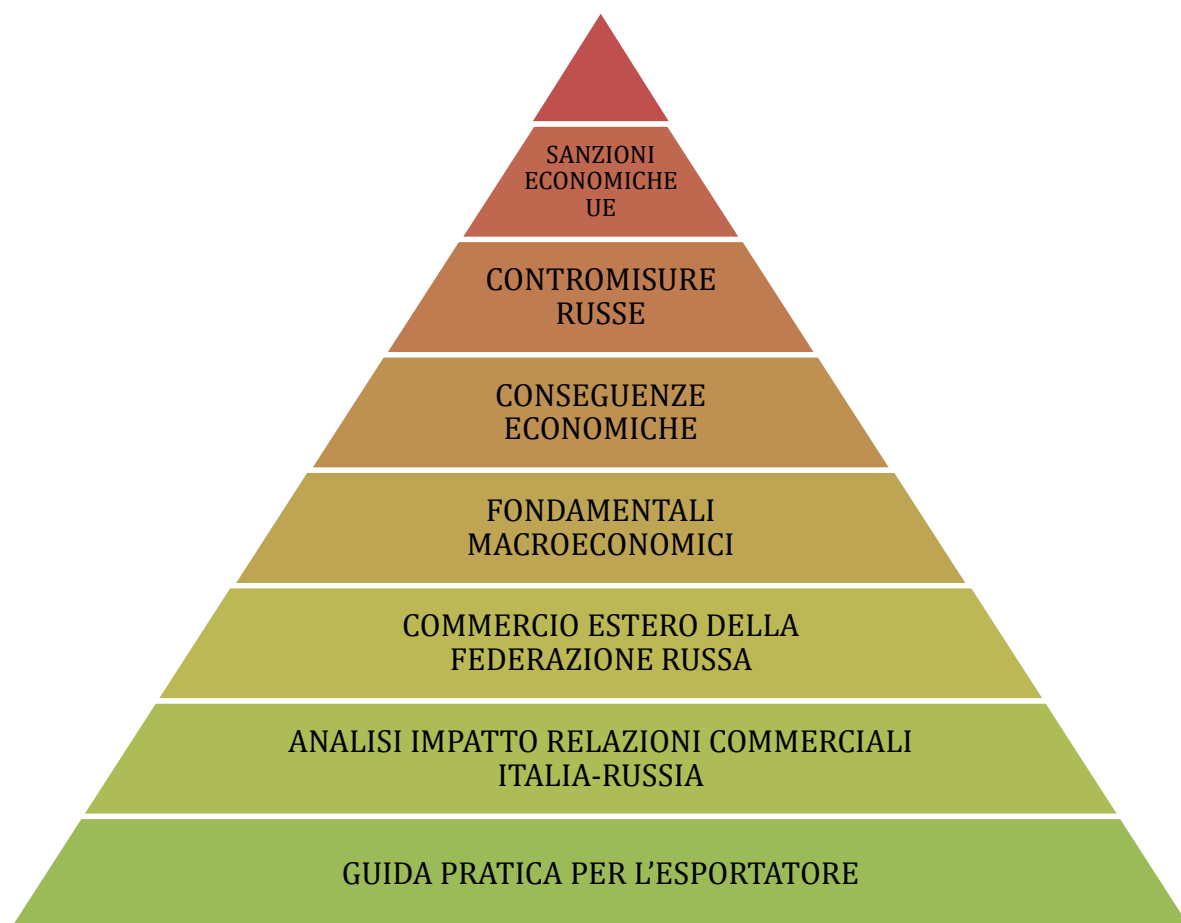 SANZIONI
ECONOMICHE
UE
CONTROMISURE
RUSSE
CONSEGUENZE
ECONOMICHE
FONDAMENTALI
MACROECONOMICI
COMMERCIO ESTERO DELLA
FEDERAZIONE RUSSA
ANALISI IMPATTO RELAZIONI COMMERCIALI
ITALIA-RUSSIA
GUIDA PRATICA PER L’ESPORTATORE